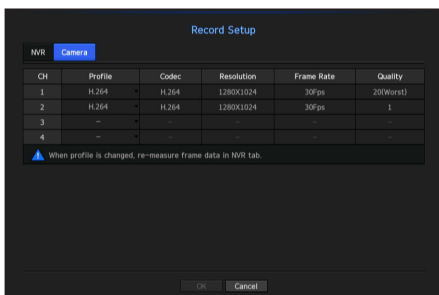 Record Setup
NVR Camera
CH Profile Codec Resolution Frame Rate Quality
1 H.264 H.264 1280X1024 30Fps 20(Worst)
2 H.264 H.264 1280X1024 30Fps 1
3 – – – – –
4 – – – – –
When profile is changed, re-measure frame data in NVR tab.
OK Cancel